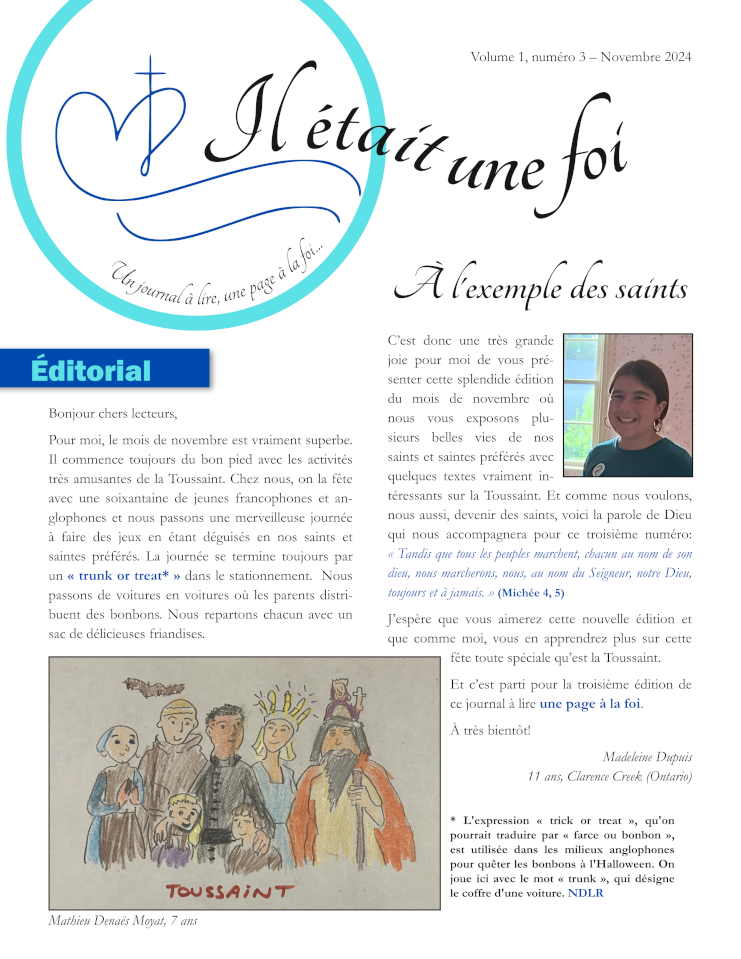 Volume 1, numéro 3 – Novembre 2024
Il était une foi
Un journal à lire, une page à la foi...
À l'exemple des saints
Éditorial
Bonjour chers lecteurs,
Pour moi, le mois de novembre est vraiment superbe.
Il commence toujours du bon pied avec les activités
très amusantes de la Toussaint. Chez nous, on la fête
avec une soixantaine de jeunes francophones et an-
glophones et nous passons une merveilleuse journée
à faire des jeux en étant déguisés en nos saints et
saintes préférés. La journée se termine toujours par
un « trunk or treat* » dans le stationnement.  Nous
passons de voitures en voitures où les parents distri-
buent des bonbons. Nous repartons chacun avec un
sac de délicieuses friandises.
TOUSSAiNT
Mathieu Denaës Moyat, 7 ans
C'est donc une très grande
joie pour moi de vous pré-
senter cette splendide édition
du mois de novembre où
nous vous exposons plu-
sieurs belles vies de nos
saints et saintes préférés avec
quelques textes vraiment in-
téressants sur la Toussaint. Et comme nous voulons,
nous aussi, devenir des saints, voici la parole de Dieu
qui nous accompagnera pour ce troisième numéro:
« Tandis que tous les peuples marchent, chacun au nom de son
dieu, nous marcherons, nous, au nom du Seigneur, notre Dieu,
toujours et à jamais. » (Michée 4, 5)
J'espère que vous aimerez cette nouvelle édition et
que comme moi, vous en apprendrez plus sur cette
fête toute spéciale qu'est la Toussaint.
Et c'est parti pour la troisième édition de
ce journal à lire une page à la foi.
À très bientôt!
Madeleine Dupuis
11 ans, Clarence Creek (Ontario)
* L'expression « trick or treat », qu'on
pourrait traduire par « farce ou bonbon »,
est utilisée dans les milieux anglophones
pour quêter les bonbons à l'Halloween. On
joue ici avec le mot « trunk », qui désigne
le coffre d'une voiture. NDLR